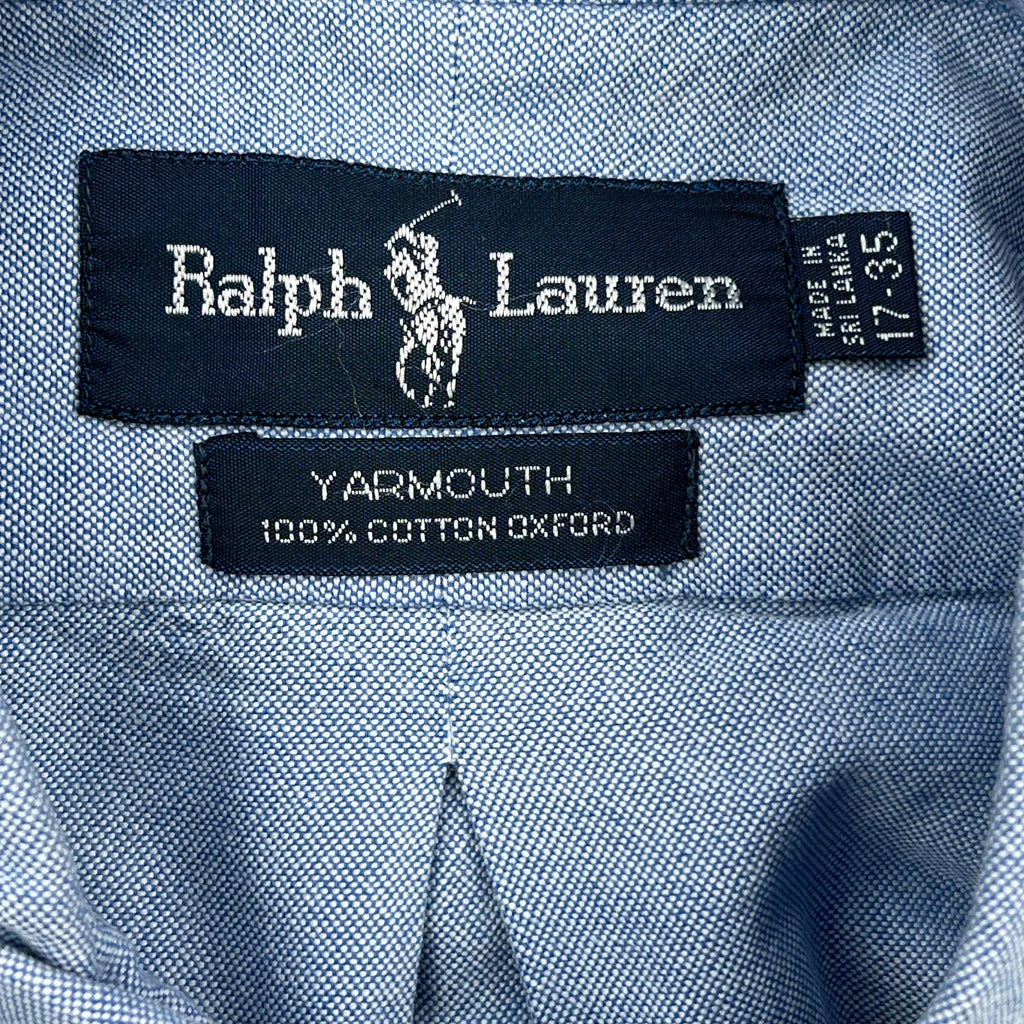 Ralph Lauren
MADE IN
SRI LANKA
17-35
YARMOUTH
100% COTTON OXFORD